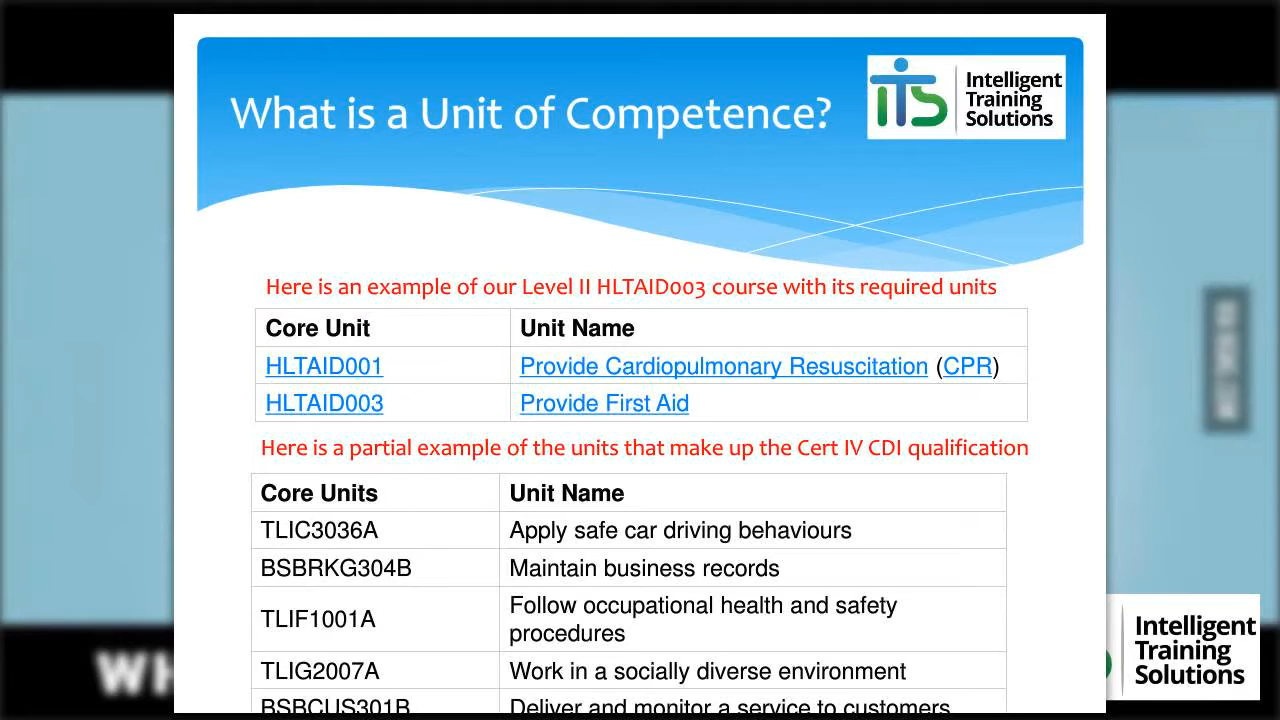 What is a Unit of Competence?
ITS
Intelligent
Training
Solutions
Here is an example of our Level II HLTAID003 course with its required units
Core Unit Unit Name
HLTAID001 Provide Cardiopulmonary Resuscitation (CPR)
HLTAID003 Provide First Aid
Here is a partial example of the units that make up the Cert IV CDI qualification
Core Units Unit Name
TLIC3036A Apply safe car driving behaviours
BSBRKG304B Maintain business records
TLIF1001A Follow occupational health and safety
procedures
TLIG2007A Work in a socially diverse environment
BSBCUS301B Deliver and monitor a service to customers
WH
Intelligent
Training
Solutions